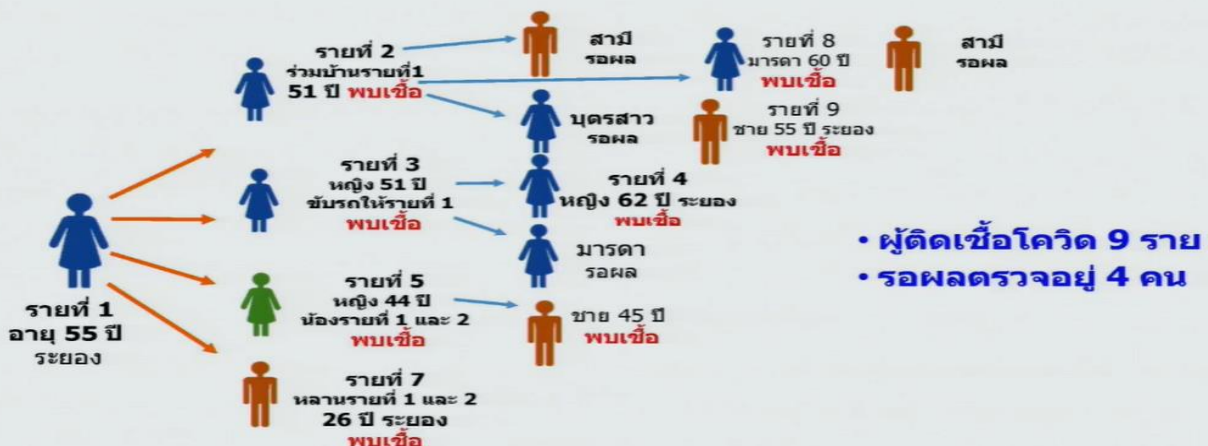 รายที่ 1
อายุ 55 ปี
ระยอง
รายที่ 2
ร่วมบ้านรายที่1
51 ปี พบเชื้อ
สามี
รอผล
รายที่ 8
มารดา 60 ปี
พบเชื้อ
สามี
รอผล
บุตรสาว
รอผล
รายที่ 9
ชาย 55 ปี ระยอง
พบเชื้อ
รายที่ 3
หญิง 51 ปี
ขับรถให้รายที่ 1
พบเชื้อ
รายที่ 4
หญิง 62 ปี ระยอง
พบเชื้อ
มารดา
รอผล
รายที่ 5
หญิง 44 ปี
น้องรายที่ 1 และ 2
พบเชื้อ
ชาย 45 ปี
พบเชื้อ
รายที่ 7
หลานรายที่ 1 และ 2
26 ปี ระยอง
พบเชื้อ
• ผู้ติดเชื้อโควิด 9 ราย
• รอผลตรวจอยู่ 4 คน